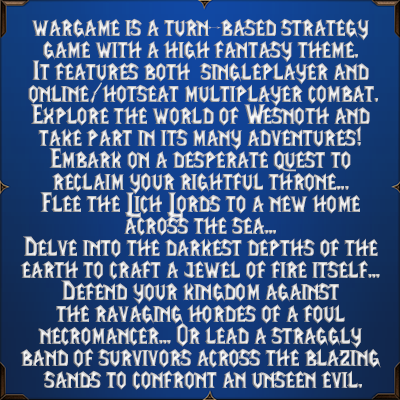 wargame is a turn-based strategy
game with a high fantasy theme.
It features both singleplayer and
online/hotseat multiplayer combat.
Explore the world of Wesnoth and
take part in its many adventures!
Embark on a desperate quest to
reclaim your rightful throne...
Flee the Lich Lords to a new home
across the sea...
Delve into the darkest depths of the
earth to craft a jewel of fire itself...
Defend your kingdom against
the ravaging hordes of a foul
necromancer... Or lead a straggly
band of survivors across the blazing
sands to confront an unseen evil.